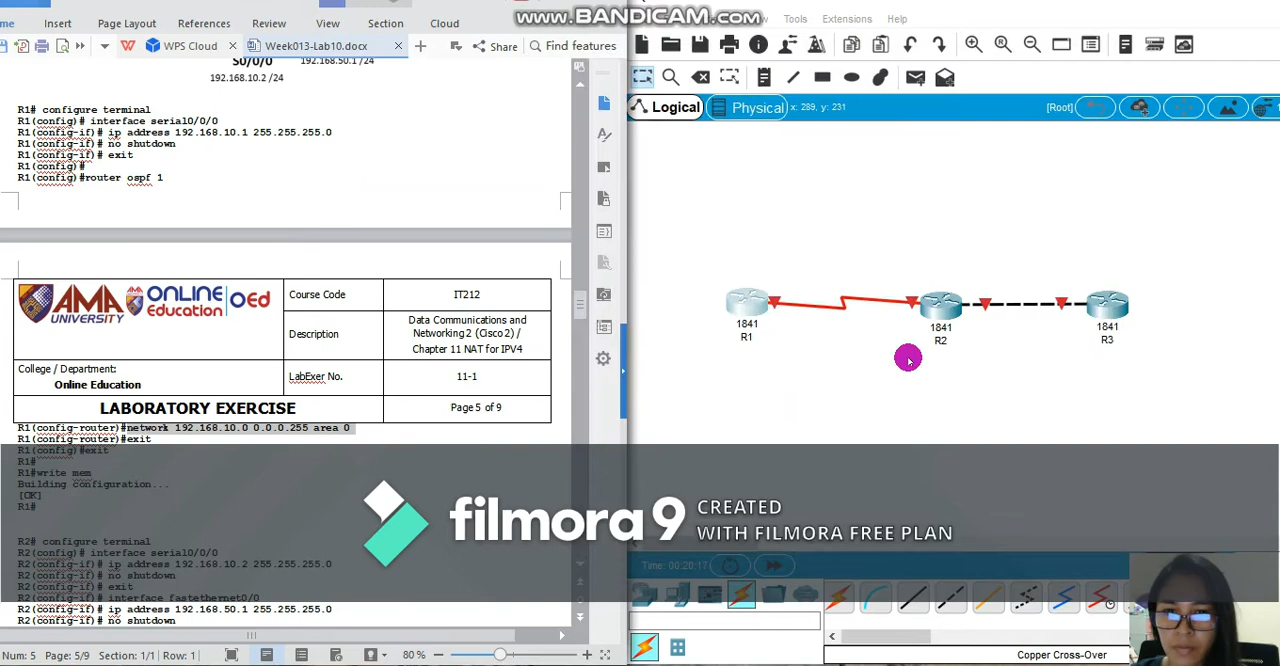 www.BANDICAM.com
Insert Page Layout References Review View Section Cloud
Tools Extensions Help
WPS Cloud
Week013-Lab10.docx
Share
Find features
Logical
Physical
x: 289, y: 231
[Root]
S0/0/0
192.168.50.1 /24
192.168.10.2 /24
R1# configure terminal
R1(config)# interface serial0/0/0
R1(config-if)# ip address 192.168.10.1 255.255.255.0
R1(config-if)# no shutdown
R1(config-if)# exit
R1(config)#
R1(config)#router ospf 1
AMA UNIVERSITY
ONLINE Education
OEd
Course Code
IT212
Description
Data Communications and
Networking 2 (Cisco 2) /
Chapter 11 NAT for IPV4
College / Department:
Online Education
LabExer No.
11-1
LABORATORY EXERCISE
Page 5 of 9
R1(config-router)#network 192.168.10.0 0.0.0.255 area 0
R1(config-router)#exit
R1(config)#exit
R1#
R1#write mem
Building configuration...
[OK]
R1#
R2# configure terminal
R2(config)# interface serial0/0/0
R2(config-if)# ip address 192.168.10.2 255.255.255.0
R2(config-if)# no shutdown
R2(config-if)# exit
R2(config)# interface fastethernet0/0
R2(config-if)# ip address 192.168.50.1 255.255.255.0
R2(config-if)# no shutdown
1841
R1
1841
R2
1841
R3
filmora9
CREATED
WITH FILMORA FREE PLAN
Time: 00:20:17
Num: 5 Page: 5/9 Section: 1/1 Row: 1
80%
Copper Cross-Over